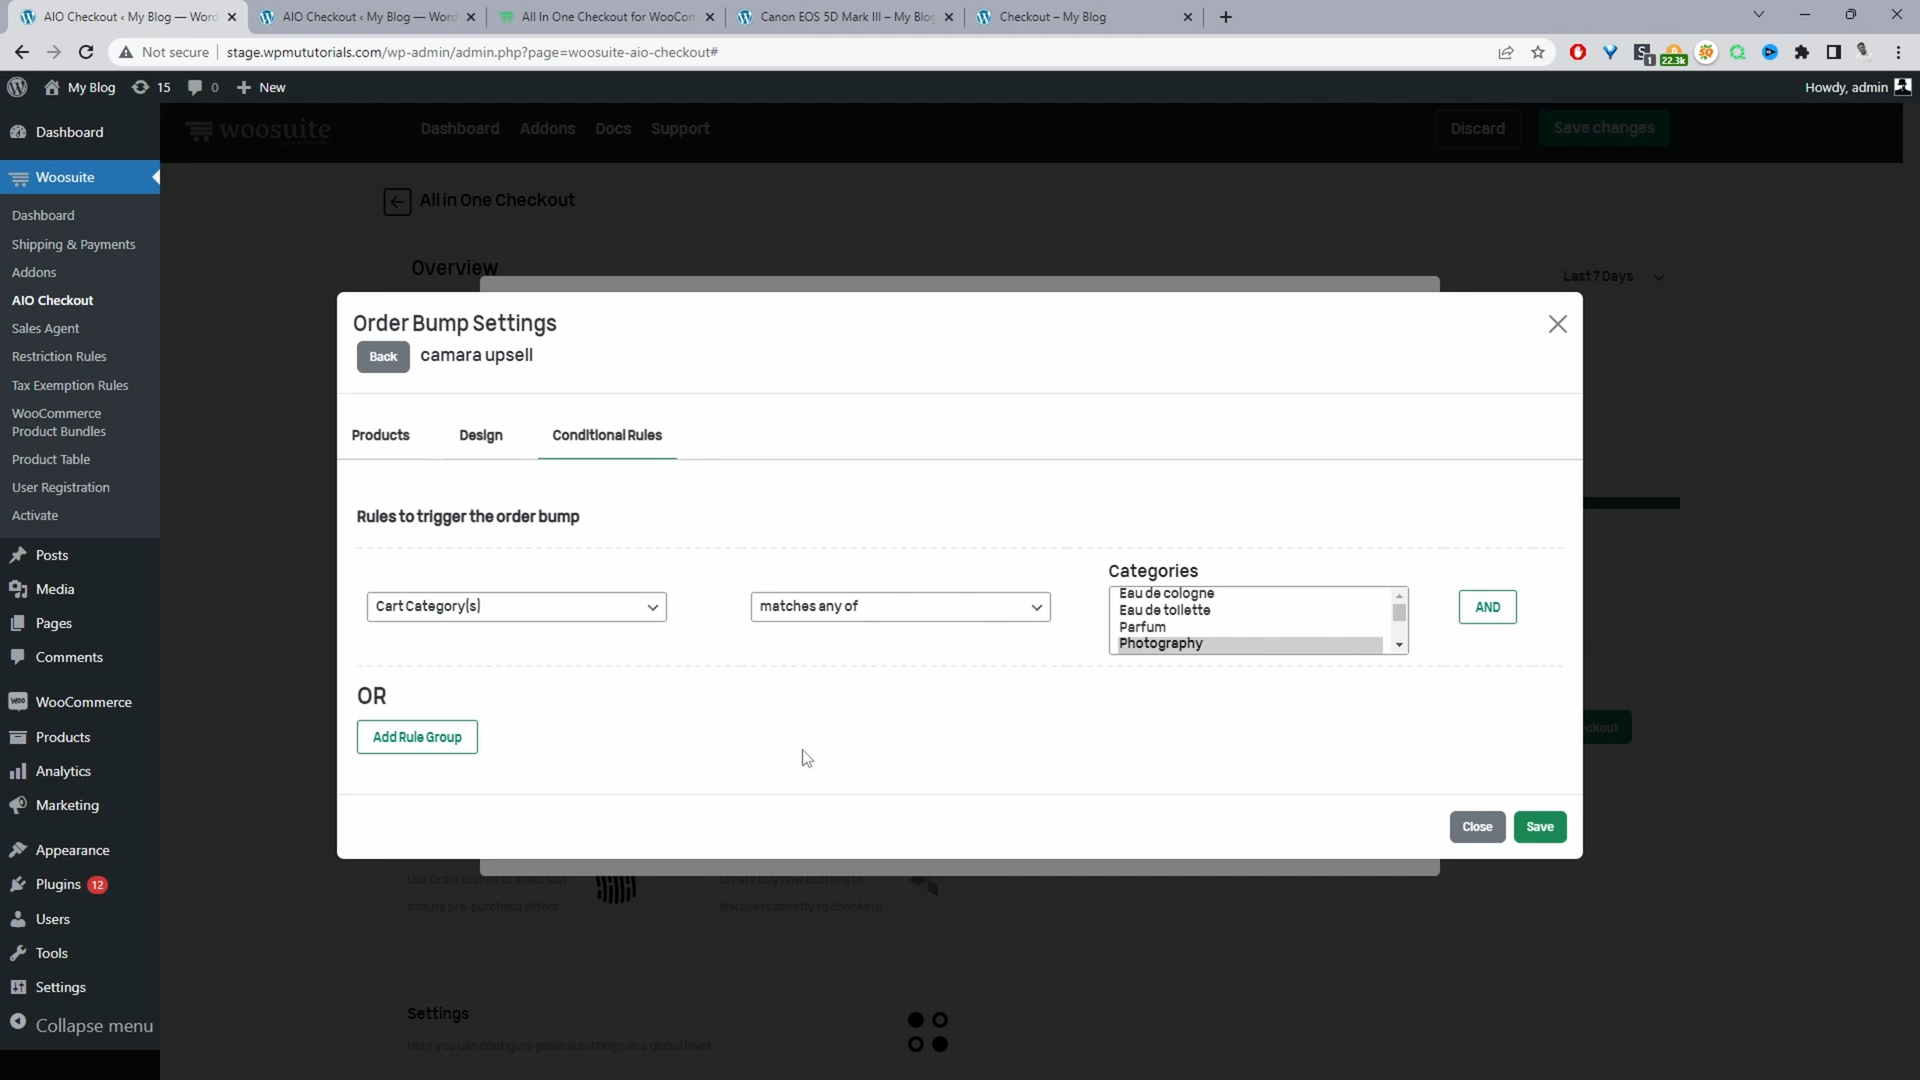 AIO Checkout ‹ My Blog — Word
AIO Checkout ‹ My Blog — Word
All In One Checkout for WooCom
Canon EOS 5D Mark III – My Blog
Checkout – My Blog
Not secure
stage.wpmututorials.com/wp-admin/admin.php?page=woosuite-aio-checkout#
1
22.3k
My Blog
15
0
New
Howdy, admin
Dashboard
Woosuite
Dashboard
Shipping & Payments
Addons
AIO Checkout
Sales Agent
Restriction Rules
Tax Exemption Rules
WooCommerce
Product Bundles
Product Table
User Registration
Activate
Posts
Media
Pages
Comments
WooCommerce
Products
Analytics
Marketing
Appearance
Plugins 12
Users
Tools
Settings
Collapse menu
woosuite
Dashboard Addons Docs Support
Discard
Save changes
All in One Checkout
Overview
Last 7 Days
Order Bump Settings
Back
camara upsell
Products
Design
Conditional Rules
Rules to trigger the order bump
Cart Category(s)
matches any of
Categories
Eau de cologne
Eau de toilette
Parfum
Photography
AND
OR
Add Rule Group
Close
Save
Use Order Bumps to make last
minute pre-purchase offers
Create Buy now buttons to
link users directly to checkout
Settings
Here you can configure general settings on a global level